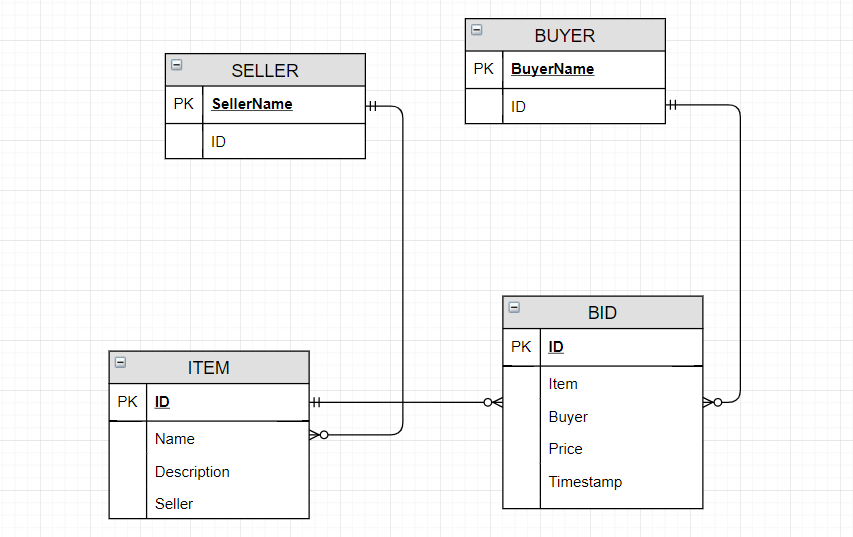 SELLER
PK SellerName
ID
BUYER
PK BuyerName
ID
ITEM
PK ID
Name
Description
Seller
BID
PK ID
Item
Buyer
Price
Timestamp